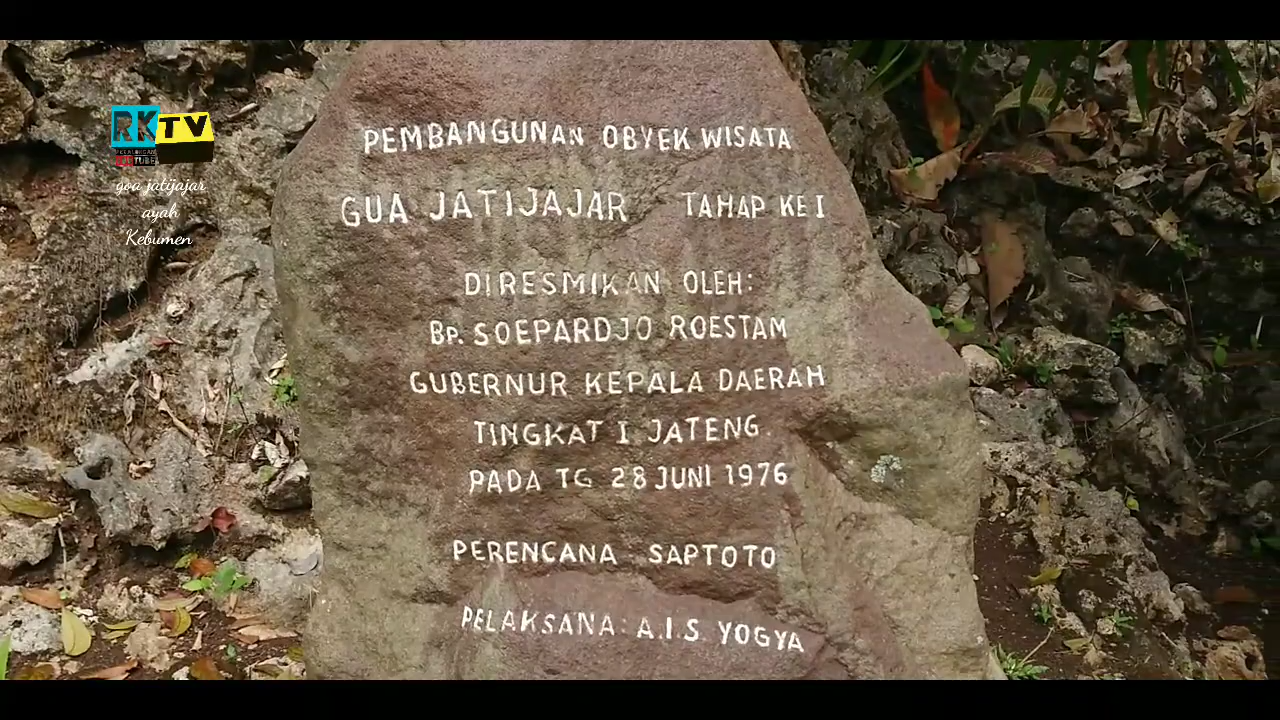 RKTV
goa jatijajar
ayah
Kebumen
PEMBANGUNAN OBYEK WISATA
GUA JATIJAJAR TAHAP KE I
DIRESMIKAN OLEH:
BP. SOEPARDJO ROESTAM
GUBERNUR KEPALA DAERAH
TINGKAT I JATENG.
PADA TG 28 JUNI 1976
PERENCANA : SAPTOTO
PELAKSANA: A.I.S. YOGYA